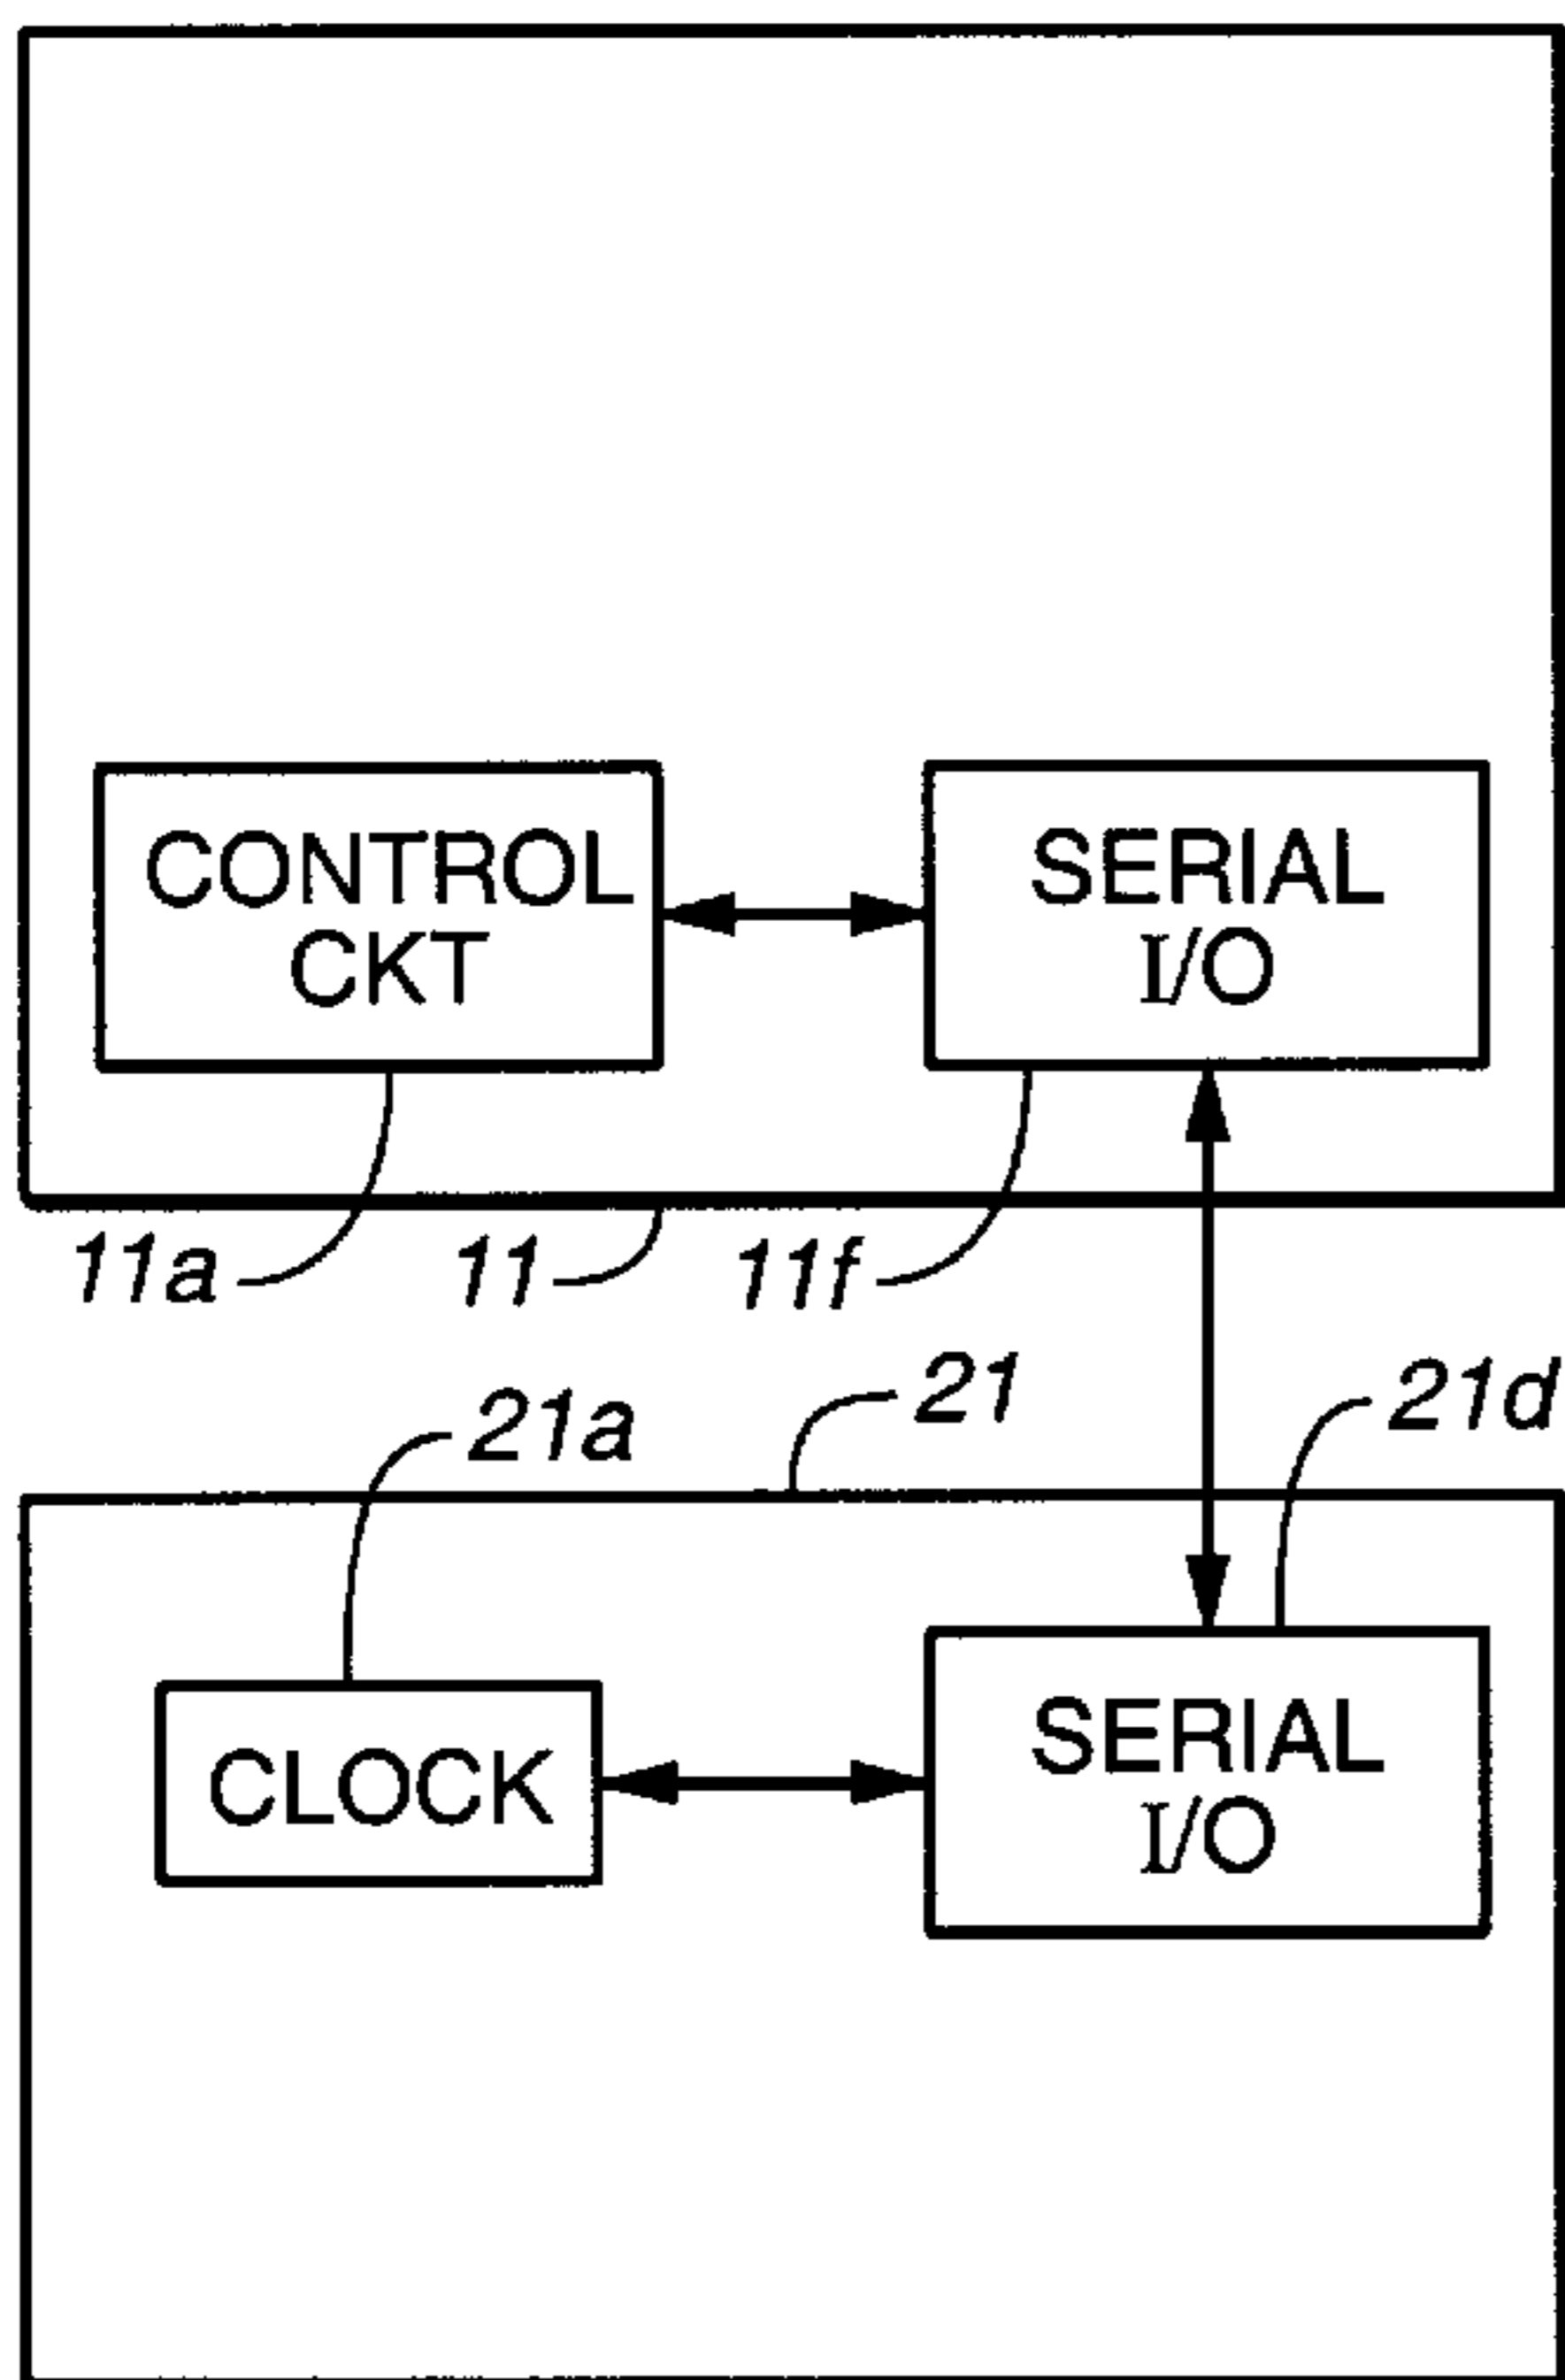 CONTROL
CKT
SERIAL
I/O
11a
11
11f
21a
21
21d
CLOCK
SERIAL
I/O